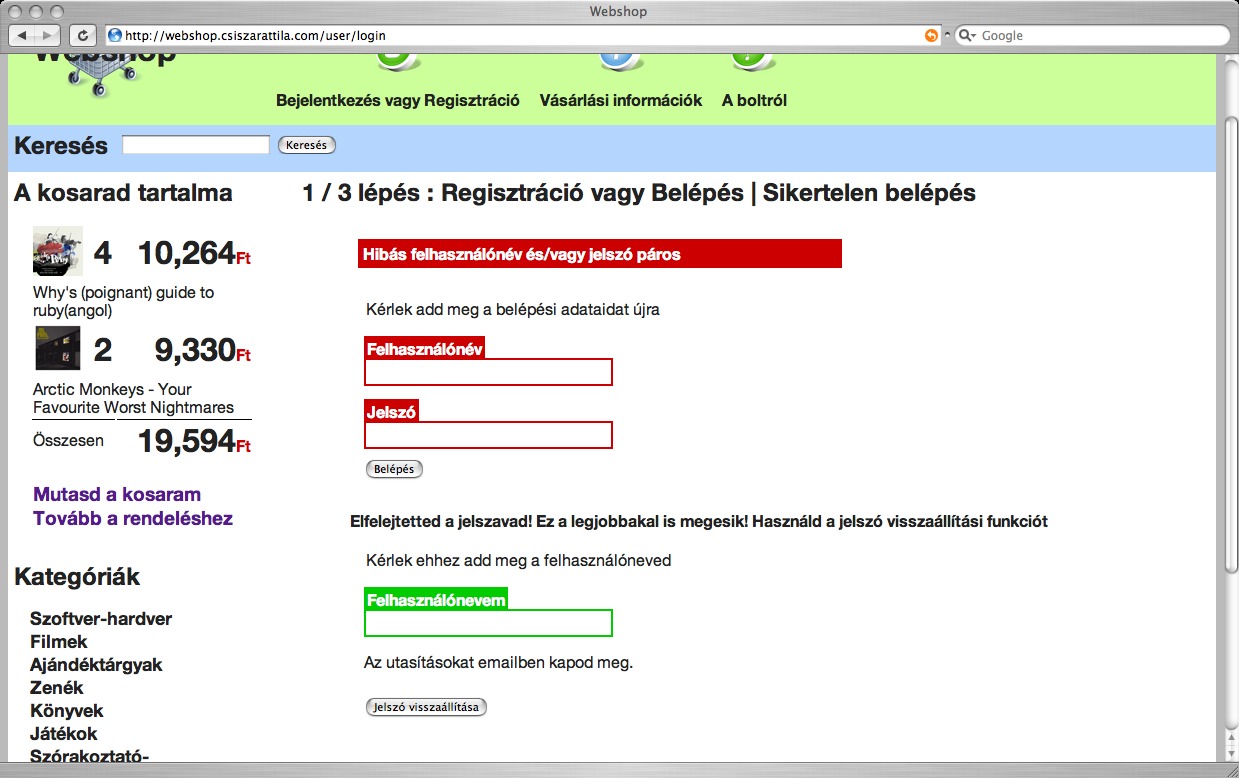 Webshop
http://webshop.csiszarattila.com/user/login
Google
Webshop
Bejelentkezés vagy Regisztráció
Vásárlási információk
A boltról
Keresés
Keresés
A kosarad tartalma
4 10,264Ft
Why's (poignant) guide to
ruby(angol)
2 9,330Ft
Arctic Monkeys - Your
Favourite Worst Nightmares
Összesen 19,594Ft
Mutasd a kosaram
Tovább a rendeléshez
Kategóriák
Szoftver-hardver
Filmek
Ajándéktárgyak
Zenék
Könyvek
Játékok
Szórakoztató-
1 / 3 lépés : Regisztráció vagy Belépés | Sikertelen belépés
Hibás felhasználónév és/vagy jelszó páros
Kérlek add meg a belépési adataidat újra
Felhasználónév
Jelszó
Belépés
Elfelejtetted a jelszavad! Ez a legjobbakal is megesik! Használd a jelszó visszaállítási funkciót
Kérlek ehhez add meg a felhasználóneved
Felhasználónevem
Az utasításokat emailben kapod meg.
Jelszó visszaállítása